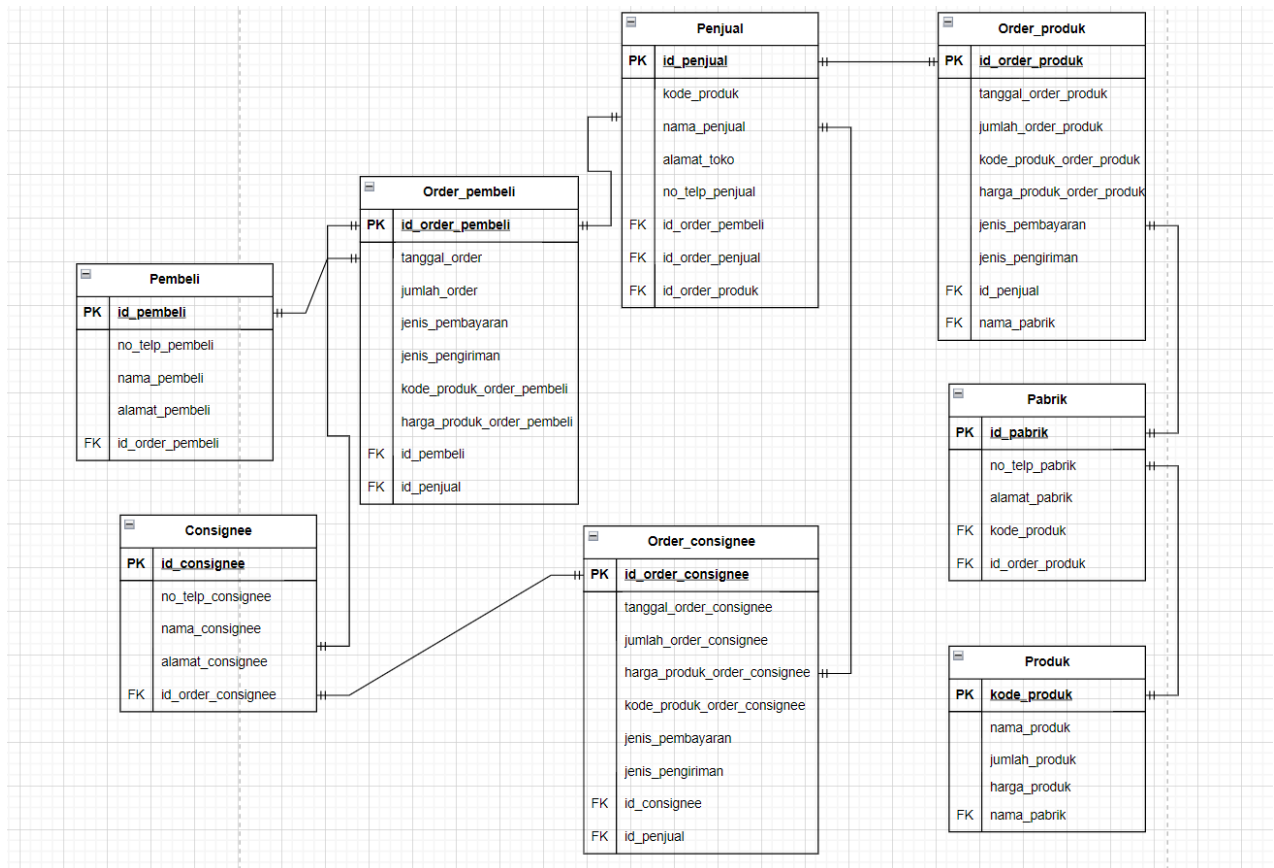 Penjual
PK id_penjual
kode_produk
nama_penjual
alamat_toko
no_telp_penjual
FK id_order_pembeli
FK id_order_penjual
FK id_order_produk
Order_produk
PK id_order_produk
tanggal_order_produk
jumlah_order_produk
kode_produk_order_produk
harga_produk_order_produk
jenis_pembayaran
jenis_pengiriman
FK id_penjual
FK nama_pabrik
Order_pembeli
PK id_order_pembeli
tanggal_order
jumlah_order
jenis_pembayaran
jenis_pengiriman
kode_produk_order_pembeli
harga_produk_order_pembeli
FK id_pembeli
FK id_penjual
Pembeli
PK id_pembeli
no_telp_pembeli
nama_pembeli
alamat_pembeli
FK id_order_pembeli
Pabrik
PK id_pabrik
no_telp_pabrik
alamat_pabrik
FK kode_produk
FK id_order_produk
Consignee
PK id_consignee
no_telp_consignee
nama_consignee
alamat_consignee
FK id_order_consignee
Order_consignee
PK id_order_consignee
tanggal_order_consignee
jumlah_order_consignee
harga_produk_order_consignee
kode_produk_order_consignee
jenis_pembayaran
jenis_pengiriman
FK id_consignee
FK id_penjual
Produk
PK kode_produk
nama_produk
jumlah_produk
harga_produk
FK nama_pabrik